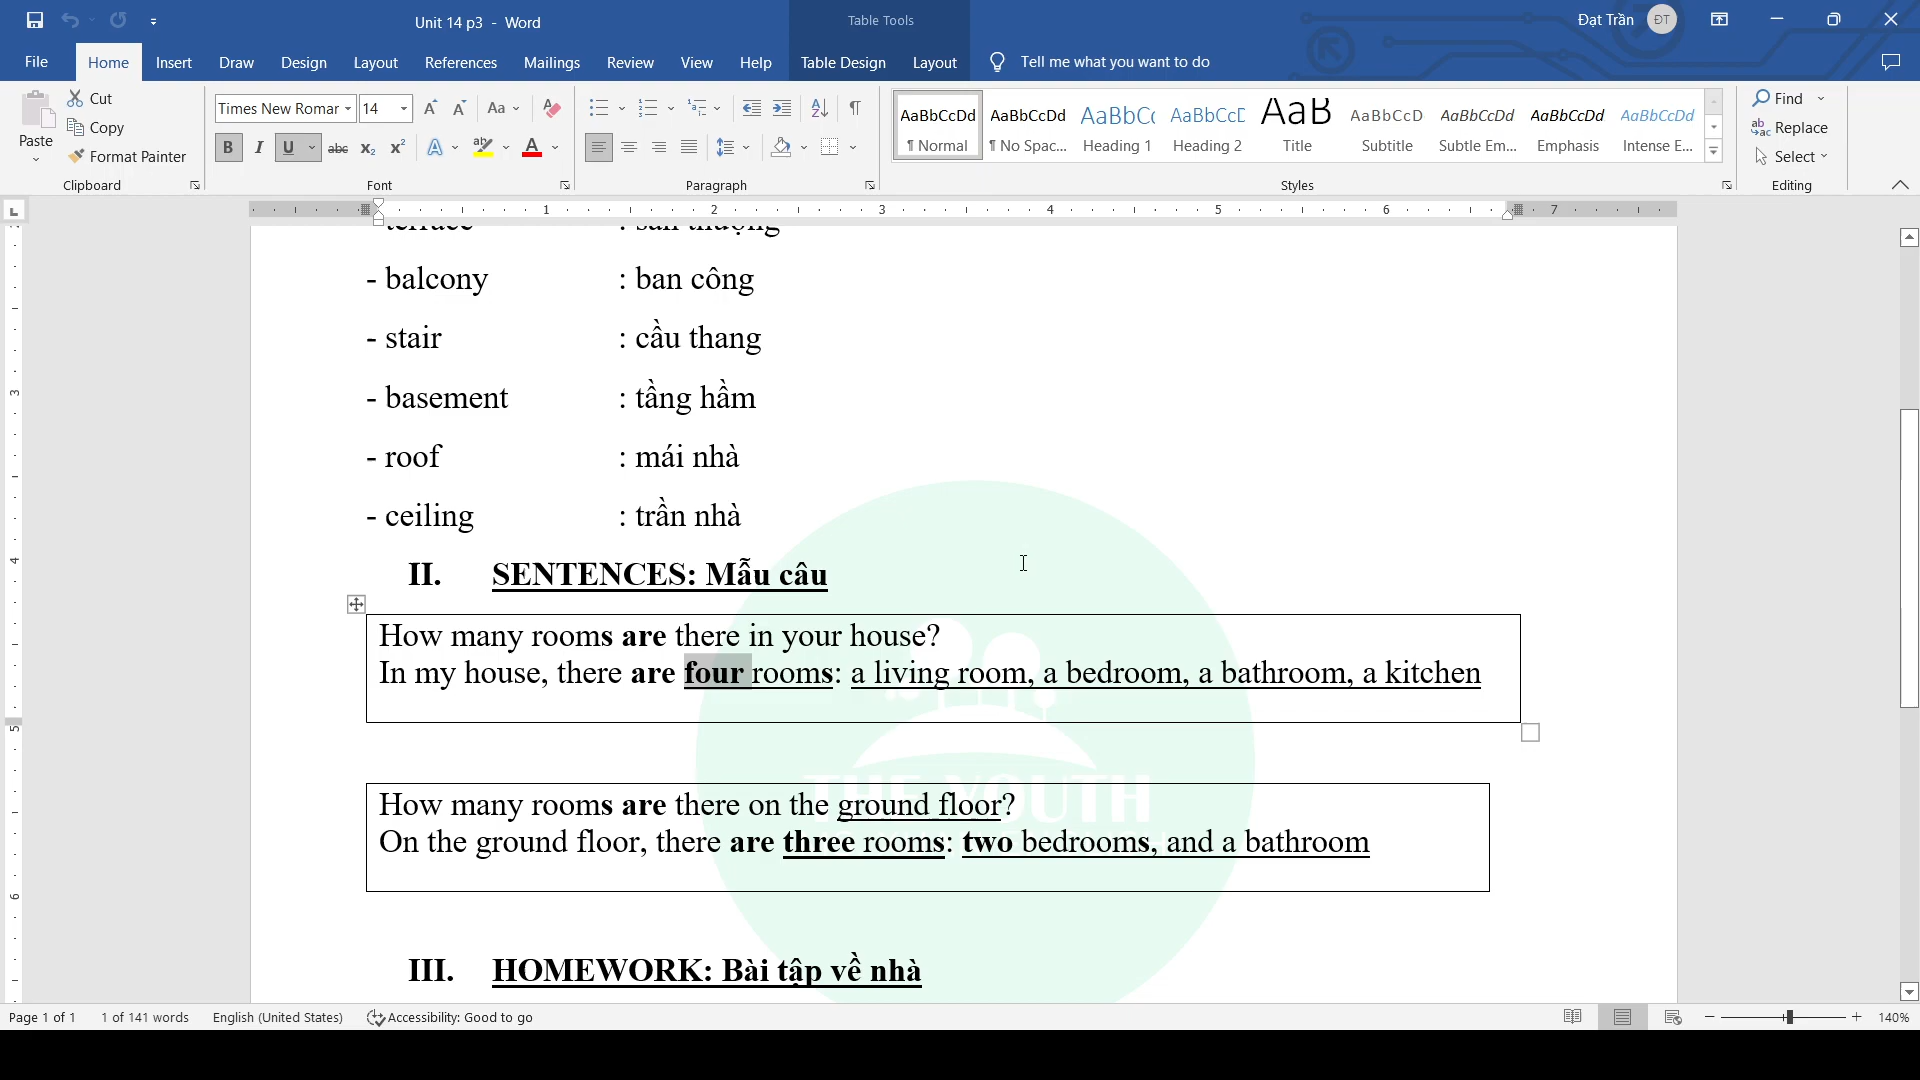 Unit 14 p3 - Word
Table Tools
Đạt Trần
ĐT
File
Home
Insert
Draw
Design
Layout
References
Mailings
Review
View
Help
Table Design
Layout
Tell me what you want to do
Paste
Cut
Copy
Format Painter
Clipboard
Times New Roman
14
Font
Paragraph
AaBbCcDd
¶ Normal
AaBbCcDd
¶ No Spac...
AaBbCc
Heading 1
AaBbCcE
Heading 2
AaB
Title
AaBbCcD
Subtitle
AaBbCcDd
Subtle Em...
AaBbCcDd
Emphasis
AaBbCcDd
Intense E...
Styles
Find
Replace
Select
Editing
- balcony : ban công
- stair : cầu thang
- basement : tầng hầm
- roof : mái nhà
- ceiling : trần nhà
II. SENTENCES: Mẫu câu
How many rooms are there in your house?
In my house, there are four rooms: a living room, a bedroom, a bathroom, a kitchen
How many rooms are there on the ground floor?
On the ground floor, there are three rooms: two bedrooms, and a bathroom
THE YOUTH
III. HOMEWORK: Bài tập về nhà
Page 1 of 1
1 of 141 words
English (United States)
Accessibility: Good to go
140%